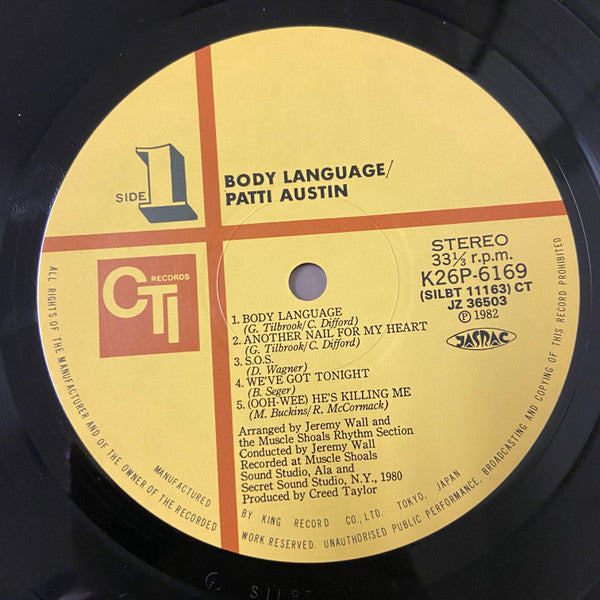 SIDE 1
BODY LANGUAGE/
PATTI AUSTIN
CTI RECORDS
STEREO
33⅓ r.p.m.
K26P-6169
(SILBT 11163) CT
JZ 36503
Ⓟ 1982
JASRAC
1. BODY LANGUAGE
(G. Tilbrook/C. Difford)
2. ANOTHER NAIL FOR MY HEART
(G. Tilbrook/C. Difford)
3. S.O.S.
(D. Wagner)
4. WE'VE GOT TONIGHT
(B. Seger)
5. (OOH-WEE) HE'S KILLING ME
(M. Buckins/R. McCormack)
Arranged by Jeremy Wall and
the Muscle Shoals Rhythm Section
Conducted by Jeremy Wall
Recorded at Muscle Shoals
Sound Studio, Ala and
Secret Sound Studio, N.Y., 1980
Produced by Creed Taylor
MANUFACTURED BY KING RECORD CO., LTD. TOKYO, JAPAN
ALL RIGHTS OF THE MANUFACTURER AND OF THE OWNER OF THE RECORDED WORK RESERVED. UNAUTHORISED PUBLIC PERFORMANCE, BROADCASTING AND COPYING OF THIS RECORD PROHIBITED